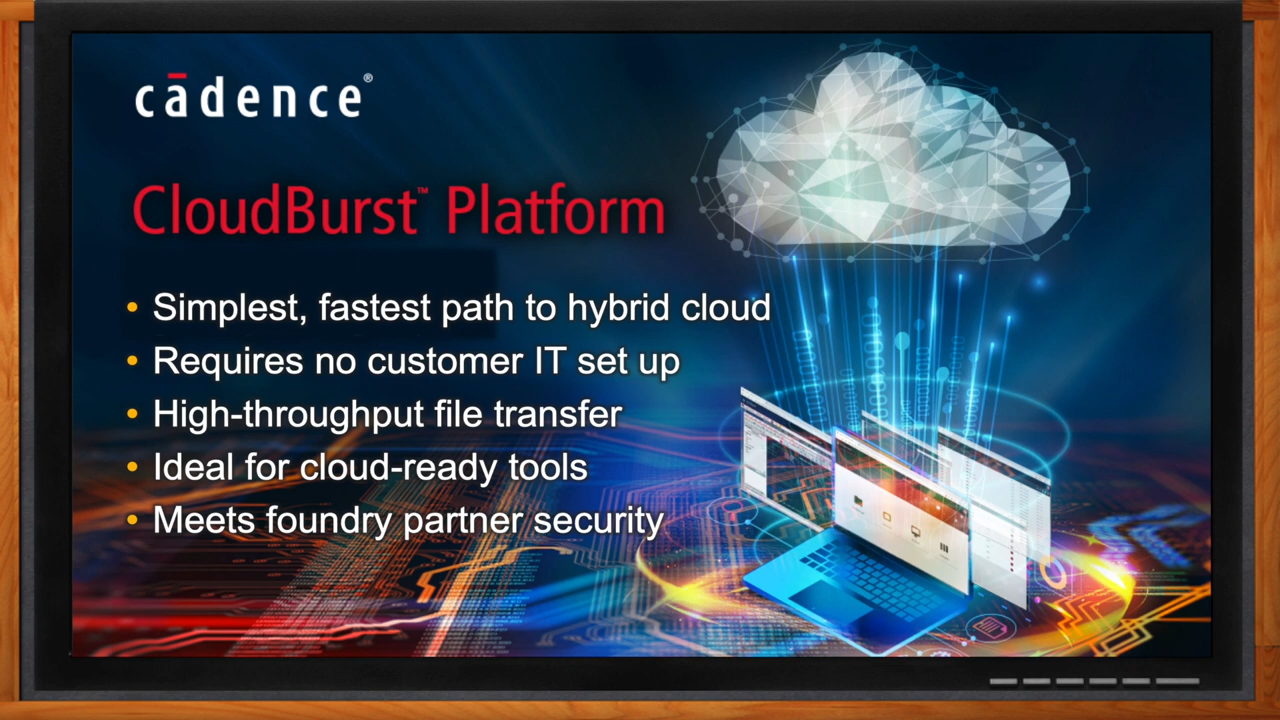 cādence®
CloudBurst™ Platform
• Simplest, fastest path to hybrid cloud
• Requires no customer IT set up
• High-throughput file transfer
• Ideal for cloud-ready tools
• Meets foundry partner security